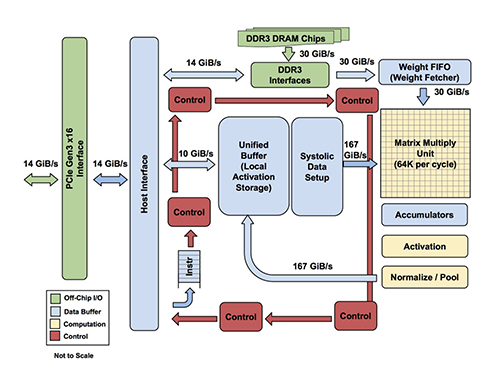 DDR3 DRAM Chips
14 GiB/s
30 GiB/s
30 GiB/s
DDR3
Interfaces
Weight FIFO
(Weight Fetcher)
30 GiB/s
Control
Control
14 GiB/s
PCIe Gen3 x16
Interface
14 GiB/s
Host Interface
10 GiB/s
Unified
Buffer
(Local
Activation
Storage)
Systolic
Data
Setup
167
GiB/s
Matrix Multiply
Unit
(64K per cycle)
Control
Accumulators
Activation
Instr
167 GiB/s
Normalize / Pool
Control
Control
Off-Chip I/O
Data Buffer
Computation
Control
Not to Scale